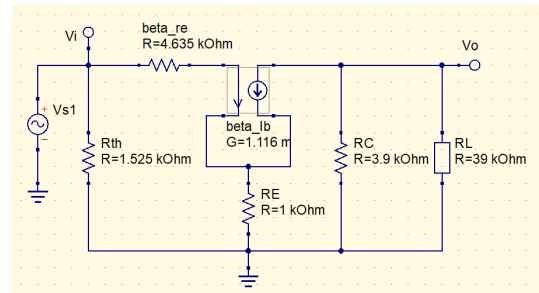 Vi
beta_re
R=4.635 kOhm
Vo
+
Vs1
-
beta_Ib
G=1.116 m
Rth
R=1.525 kOhm
RC
R=3.9 kOhm
RL
R=39 kOhm
RE
R=1 kOhm